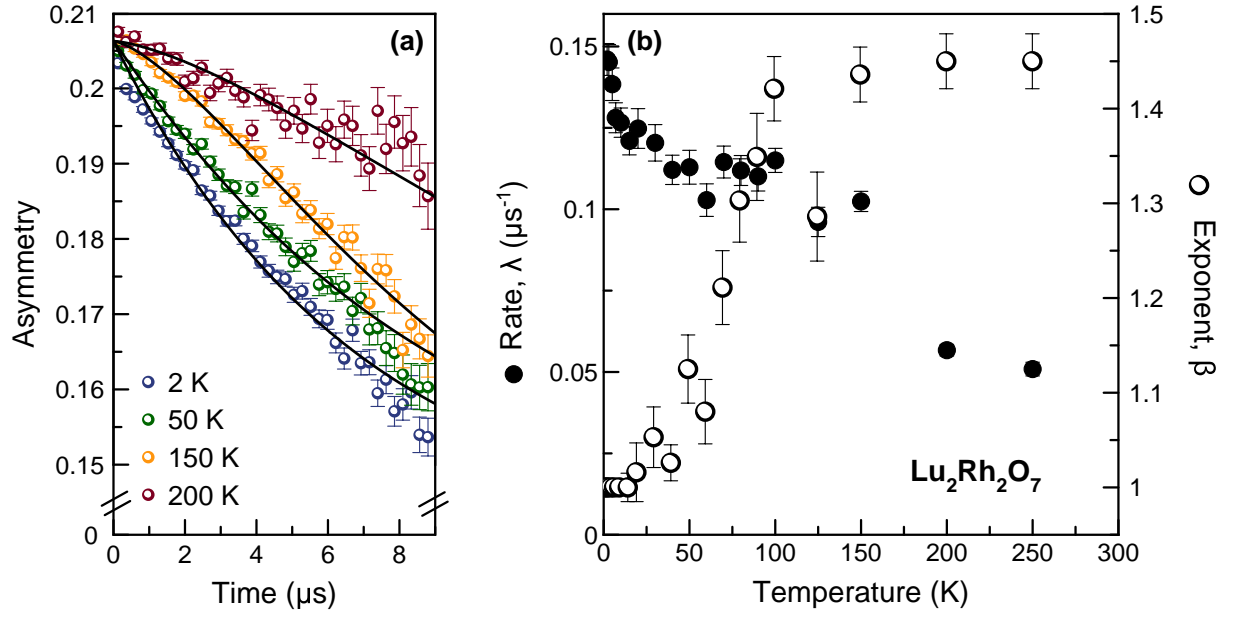 (a)
0.21
0.2
0.19
0.18
0.17
0.16
0.15
0
Asymmetry
2 K
50 K
150 K
200 K
0 2 4 6 8
Time (μs)
(b)
0.15
0.1
0.05
0
Rate, λ (μs⁻¹)
1.5
1.4
1.3
1.2
1.1
1
Exponent, β
Lu₂Rh₂O₇
0 50 100 150 200 250 300
Temperature (K)